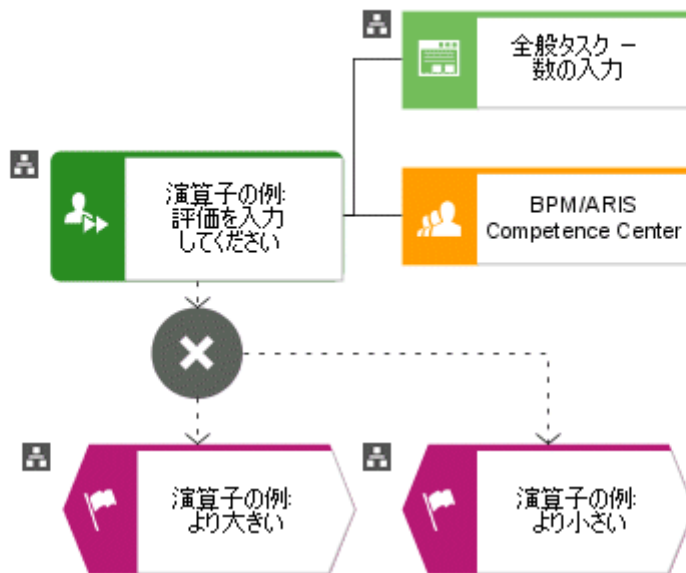 全般タスク –
数の入力
演算子の例:
評価を入力
してください
BPM/ARIS
Competence Center
演算子の例:
より大きい
演算子の例:
より小さい